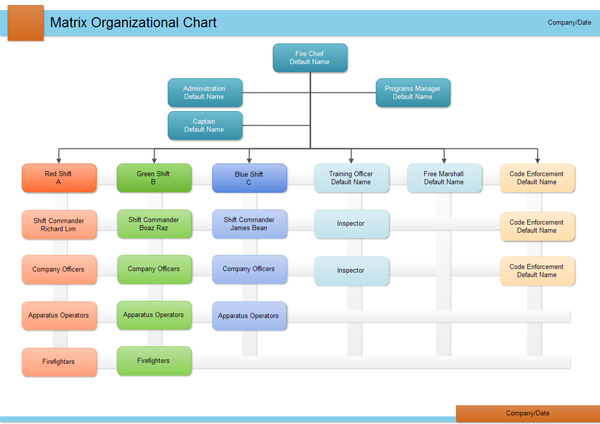 Matrix Organizational Chart
Company/Date
Fire Chief
Default Name
Administration
Default Name
Programs Manager
Default Name
Captain
Default Name
Red Shift
A
Green Shift
B
Blue Shift
C
Training Officer
Default Name
Free Marshall
Default Name
Code Enforcement
Default Name
Shift Commander
Richard Lim
Shift Commander
Boaz Raz
Shift Commander
James Bean
Inspector
Code Enforcement
Default Name
Company Officers
Company Officers
Company Officers
Inspector
Code Enforcement
Default Name
Apparatus Operators
Apparatus Operators
Apparatus Operators
Firefighters
Firefighters
Company/Date